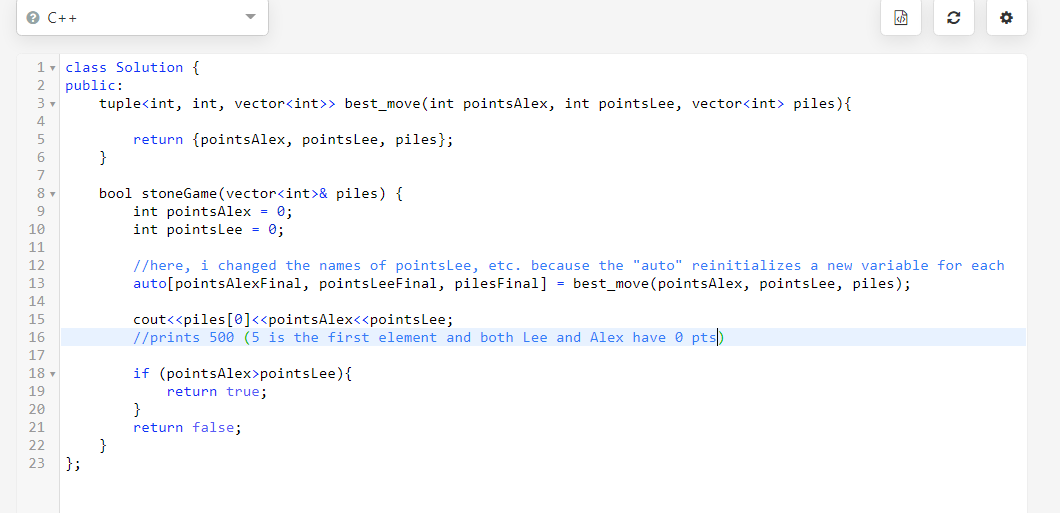 C++
1 class Solution {
2 public:
3 tuple<int, int, vector<int>> best_move(int pointsAlex, int pointsLee, vector<int> piles){
4
5 return {pointsAlex, pointsLee, piles};
6 }
7
8 bool stoneGame(vector<int>& piles) {
9 int pointsAlex = 0;
10 int pointsLee = 0;
11
12 //here, i changed the names of pointsLee, etc. because the "auto" reinitializes a new variable for each
13 auto[pointsAlexFinal, pointsLeeFinal, pilesFinal] = best_move(pointsAlex, pointsLee, piles);
14
15 cout<<piles[0]<<pointsAlex<<pointsLee;
16 //prints 500 (5 is the first element and both Lee and Alex have 0 pts)
17
18 if (pointsAlex>pointsLee){
19 return true;
20 }
21 return false;
22 }
23 };